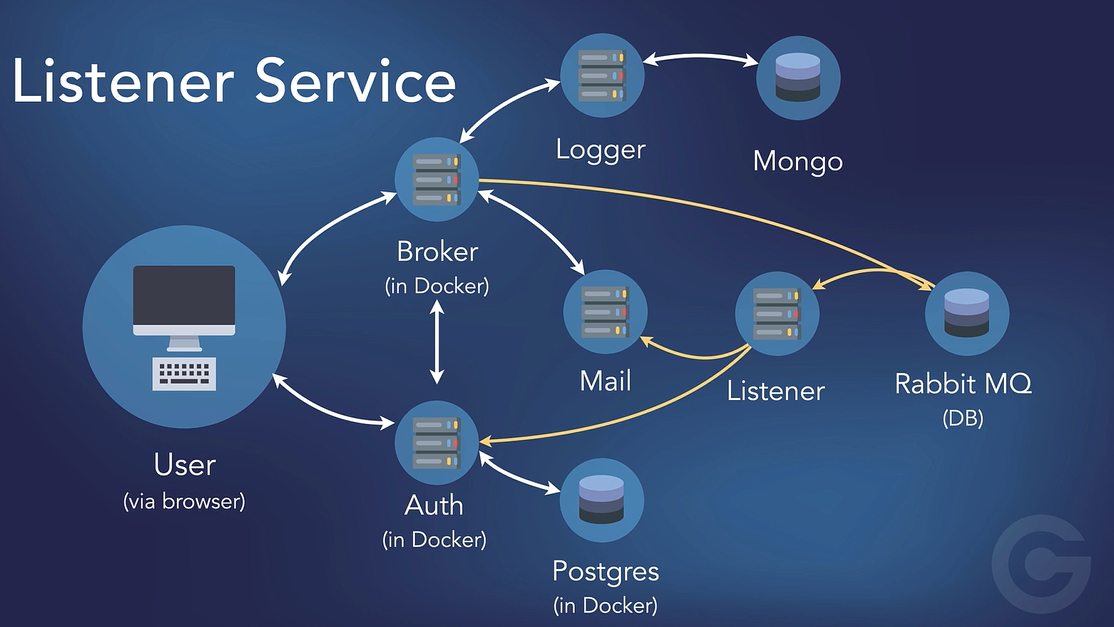 Listener Service
Logger
Mongo
Broker
(in Docker)
Mail
Listener
Rabbit MQ
(DB)
User
(via browser)
Auth
(in Docker)
Postgres
(in Docker)